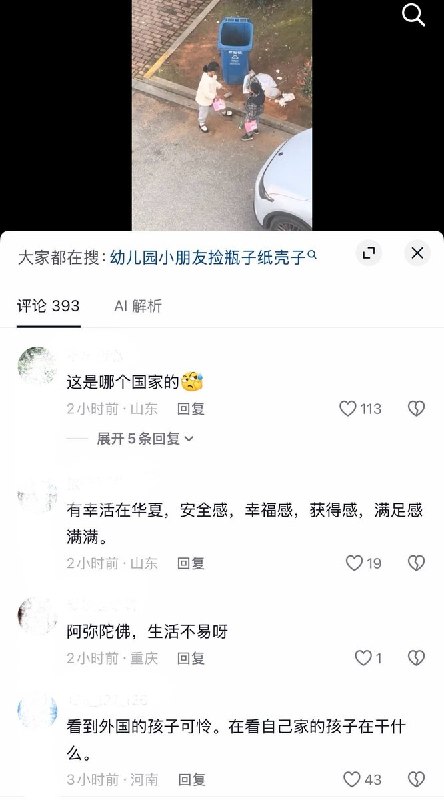 大家都在搜：幼儿园小朋友捡瓶子纸壳子
评论 393
AI 解析
这是哪个国家的
2小时前 · 山东 回复
113
展开 5 条回复
有幸活在华夏，安全感，幸福感，获得感，满足感
满满。
2小时前 · 山东 回复
19
阿弥陀佛，生活不易呀
2小时前 · 重庆 回复
1
看到外国的孩子可怜。在看自己家的孩子在干什
么。
3小时前 · 河南 回复
43